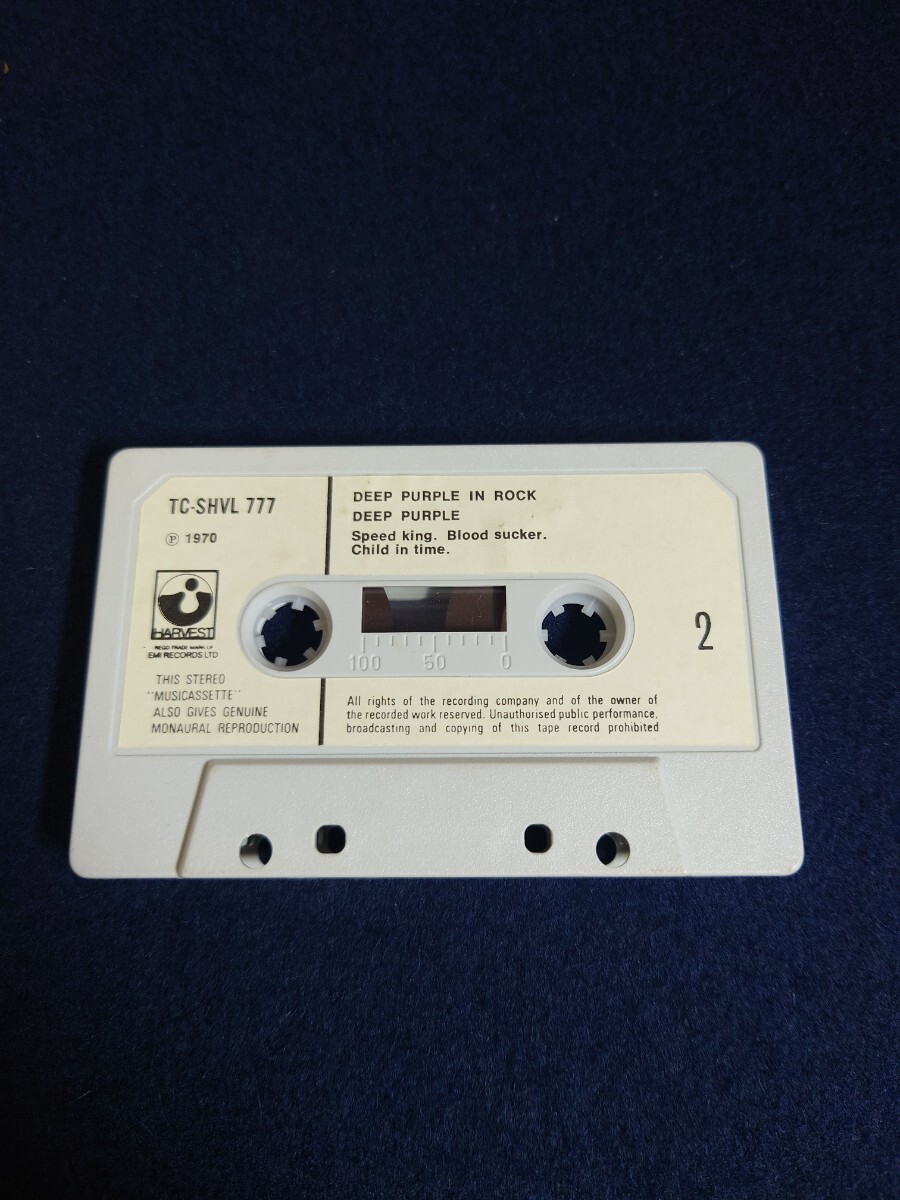 TC-SHVL 777
℗ 1970
HARVEST
REGD TRADE MARK OF
EMI RECORDS LTD
THIS STEREO
"MUSICASSETTE"
ALSO GIVES GENUINE
MONAURAL REPRODUCTION
DEEP PURPLE IN ROCK
DEEP PURPLE
Speed king. Blood sucker.
Child in time.
100 50 0
2
All rights of the recording company and of the owner of
the recorded work reserved. Unauthorised public performance,
broadcasting and copying of this tape record prohibited